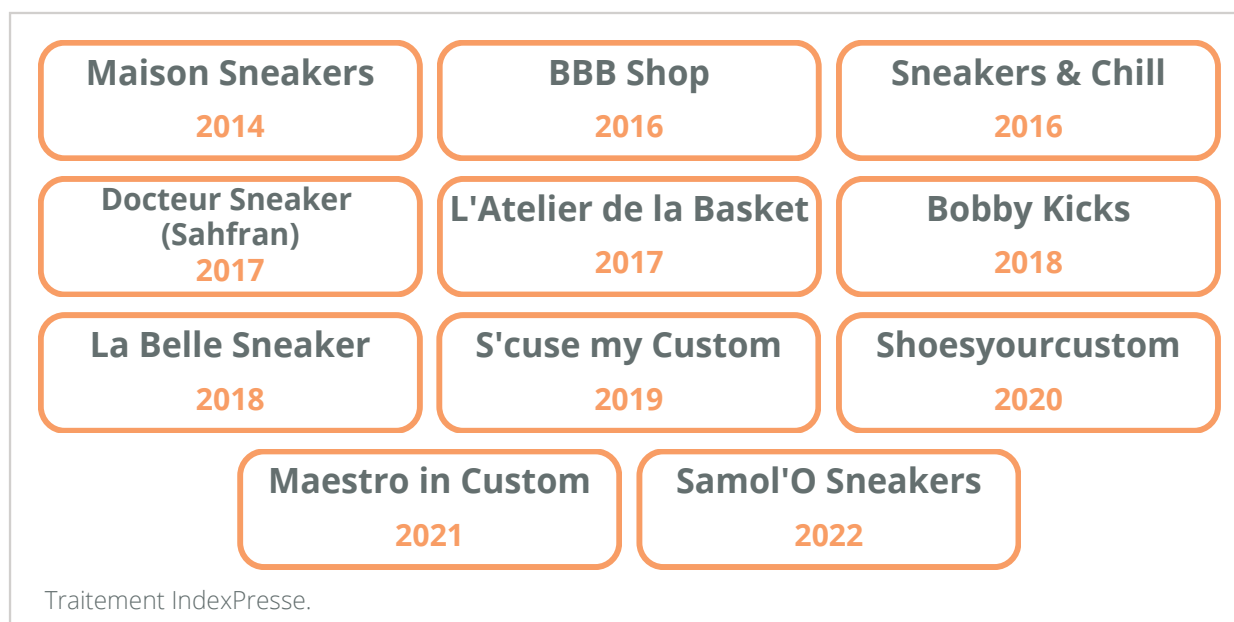 Maison Sneakers
2014
BBB Shop
2016
Sneakers & Chill
2016
Docteur Sneaker
(Sahfran)
2017
L'Atelier de la Basket
2017
Bobby Kicks
2018
La Belle Sneaker
2018
S'cuse my Custom
2019
Shoesyourcustom
2020
Maestro in Custom
2021
Samol'O Sneakers
2022
Traitement IndexPresse.